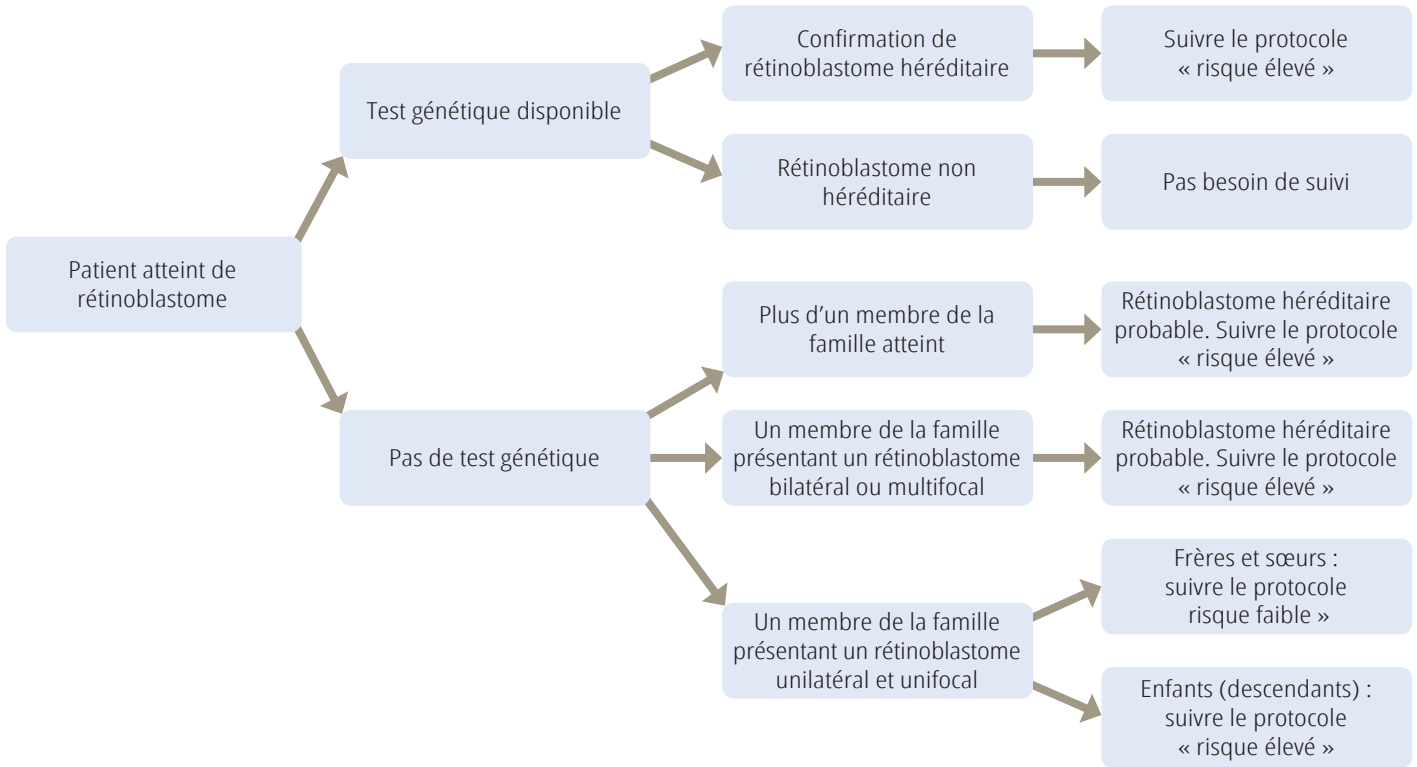 Patient atteint de
rétinoblastome
Test génétique disponible
Confirmation de
rétinoblastome héréditaire
Suivre le protocole
« risque élevé »
Rétinoblastome non
héréditaire
Pas besoin de suivi
Pas de test génétique
Plus d’un membre de la
famille atteint
Rétinoblastome héréditaire
probable. Suivre le protocole
« risque élevé »
Un membre de la famille
présentant un rétinoblastome
bilatéral ou multifocal
Rétinoblastome héréditaire
probable. Suivre le protocole
« risque élevé »
Un membre de la famille
présentant un rétinoblastome
unilatéral et unifocal
Frères et sœurs :
suivre le protocole
risque faible »
Enfants (descendants) :
suivre le protocole
« risque élevé »